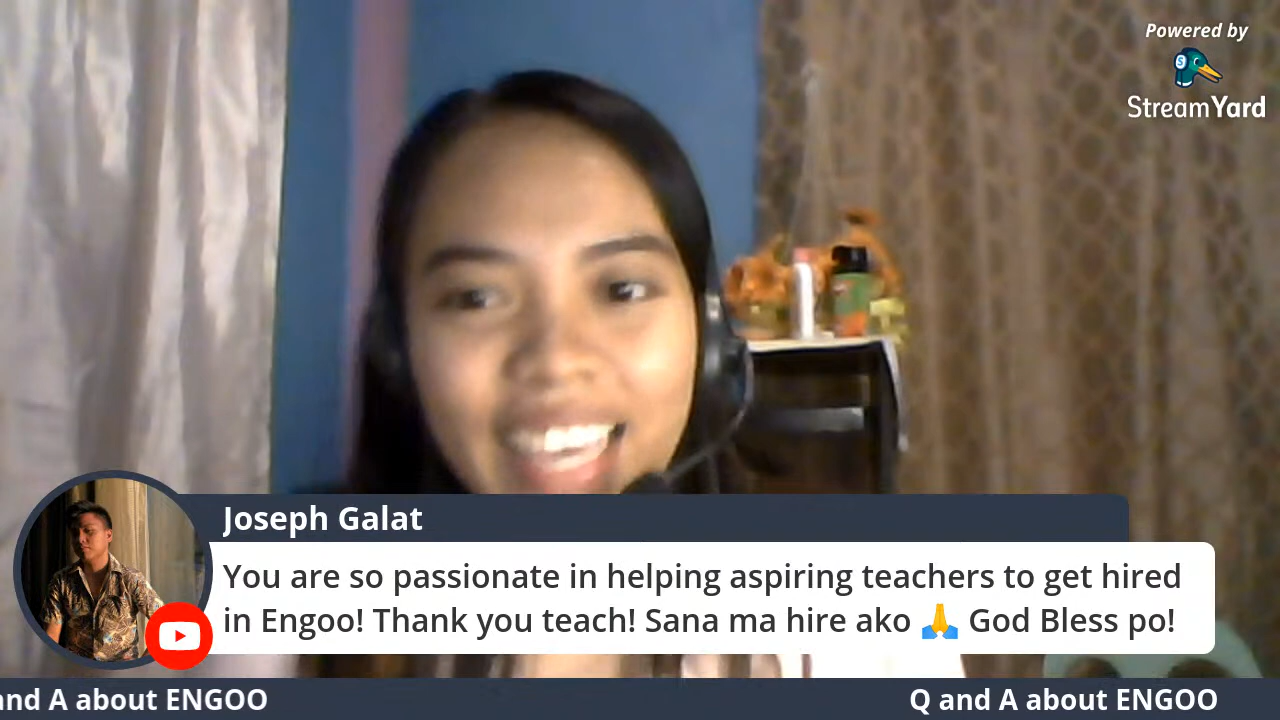 Powered by
StreamYard
Joseph Galat
You are so passionate in helping aspiring teachers to get hired
in Engoo! Thank you teach! Sana ma hire ako 🙏 God Bless po!
and A about ENGOO
Q and A about ENGOO